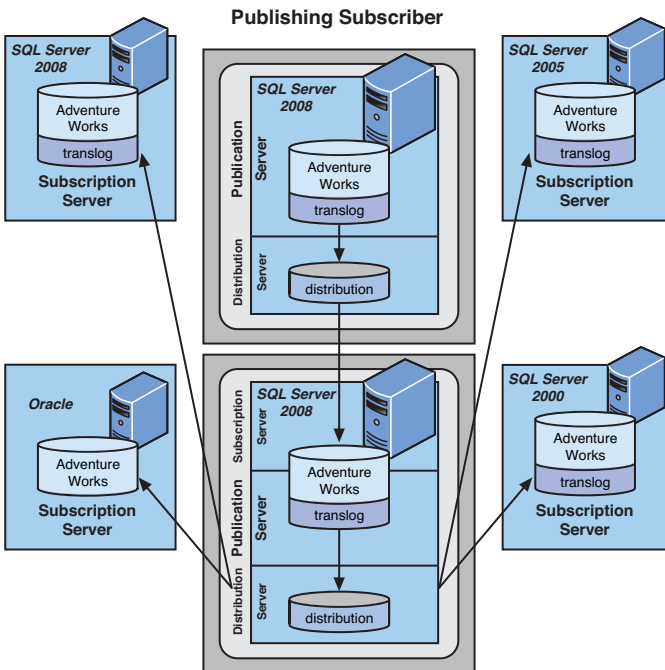 Publishing Subscriber
SQL Server
2008
Adventure
Works
translog
Subscription
Server
SQL Server
2008
Publication
Server
Adventure
Works
translog
Distribution
Server
distribution
SQL Server
2005
Adventure
Works
translog
Subscription
Server
Oracle
Adventure
Works
Subscription
Server
SQL Server
2008
Subscription
Server
Adventure
Works
translog
Publication
Server
Distribution
Server
distribution
SQL Server
2000
Adventure
Works
translog
Subscription
Server